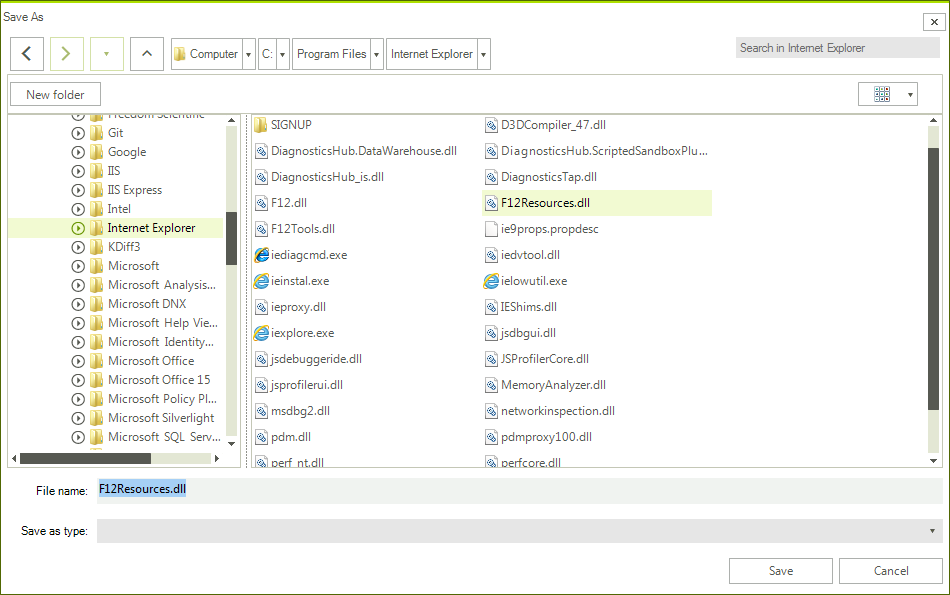 Save As
Computer C: Program Files Internet Explorer
Search in Internet Explorer
New folder
Freedom Scientific
Git
Google
IIS
IIS Express
Intel
Internet Explorer
KDiff3
Microsoft
Microsoft Analysis...
Microsoft DNX
Microsoft Help Vie...
Microsoft Identity...
Microsoft Office
Microsoft Office 15
Microsoft Policy Pl...
Microsoft Silverlight
Microsoft SQL Serv...
SIGNUP
D3DCompiler_47.dll
DiagnosticsHub.DataWarehouse.dll
DiagnosticsHub.ScriptedSandboxPlu...
DiagnosticsHub_is.dll
DiagnosticsTap.dll
F12.dll
F12Resources.dll
F12Tools.dll
ie9props.propdesc
iediagcmd.exe
iedvtool.dll
ieinstal.exe
ielowutil.exe
ieproxy.dll
IEShims.dll
iexplore.exe
jsdbgui.dll
jsdebuggeride.dll
JSProfilerCore.dll
jsprofilerui.dll
MemoryAnalyzer.dll
msdbg2.dll
networkinspection.dll
pdm.dll
pdmproxy100.dll
perf_nt.dll
perfcore.dll
File name: F12Resources.dll
Save as type:
Save Cancel